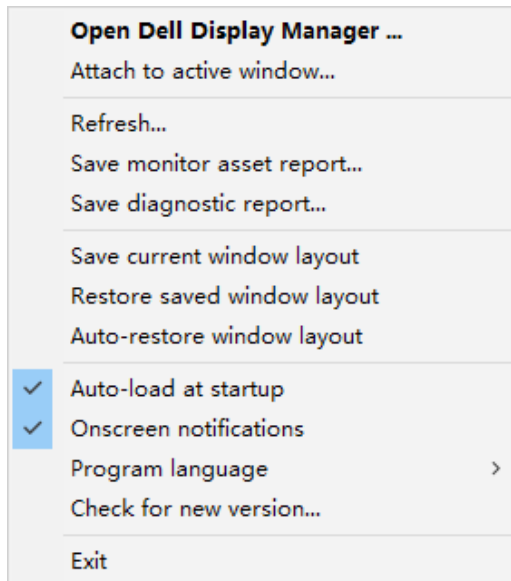 Open Dell Display Manager ...
Attach to active window...
Refresh...
Save monitor asset report...
Save diagnostic report...
Save current window layout
Restore saved window layout
Auto-restore window layout
Auto-load at startup
Onscreen notifications
Program language
Check for new version...
Exit